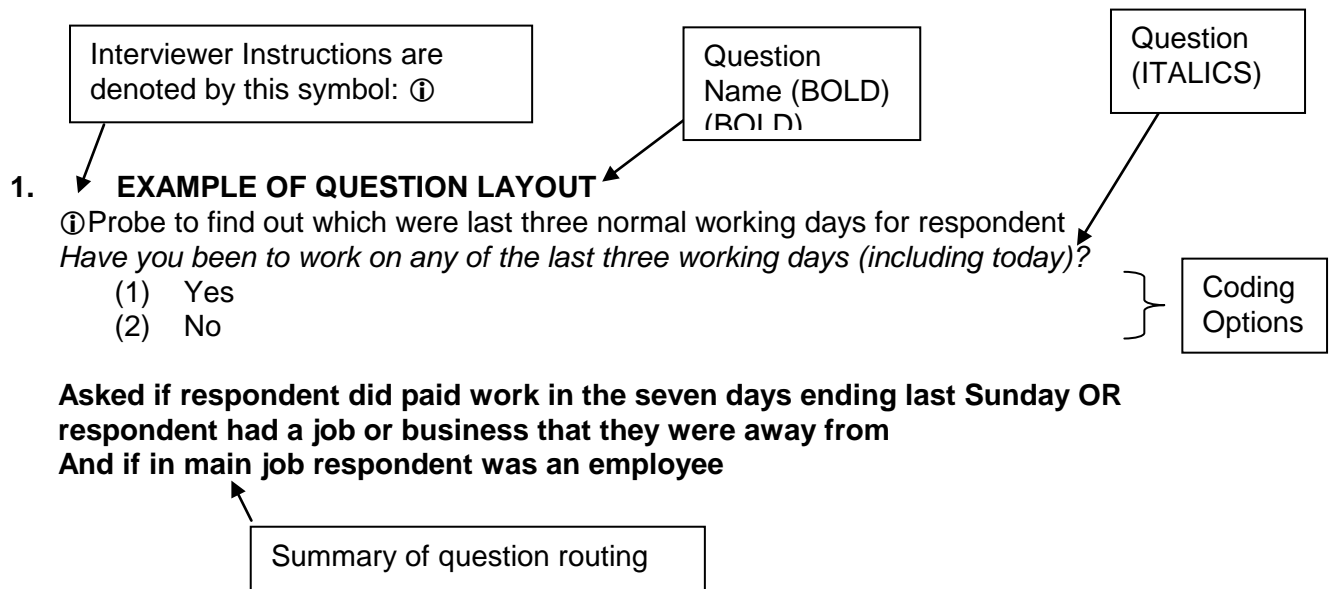 Interviewer Instructions are
denoted by this symbol: ⓘ
Question
Name (BOLD)
(BOLD)
Question
(ITALICS)
1. EXAMPLE OF QUESTION LAYOUT
ⓘProbe to find out which were last three normal working days for respondent
Have you been to work on any of the last three working days (including today)?
(1) Yes
(2) No
Coding
Options
Asked if respondent did paid work in the seven days ending last Sunday OR
respondent had a job or business that they were away from
And if in main job respondent was an employee
Summary of question routing